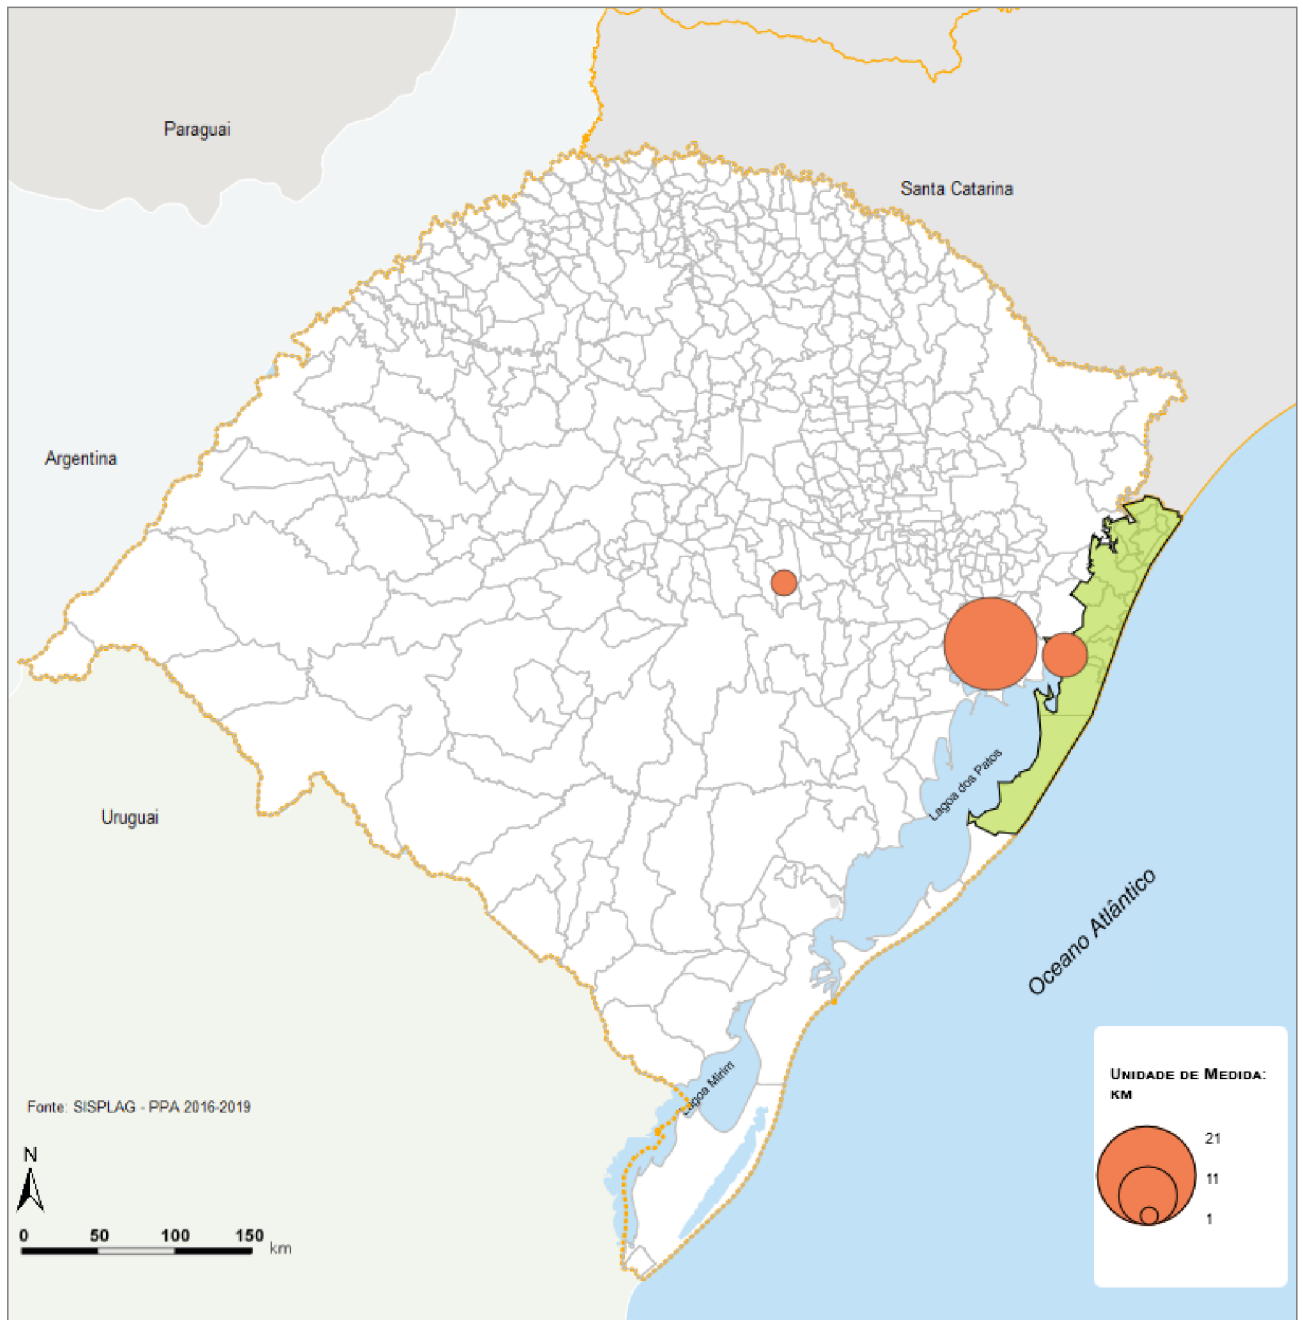 Paraguai
Santa Catarina
Argentina
Uruguai
Lagoa dos Patos
Oceano Atlântico
Lagoa Mirim
Fonte: SISPLAG - PPA 2016-2019
N
0 50 100 150
km
UNIDADE DE MEDIDA:
KM
21
11
1